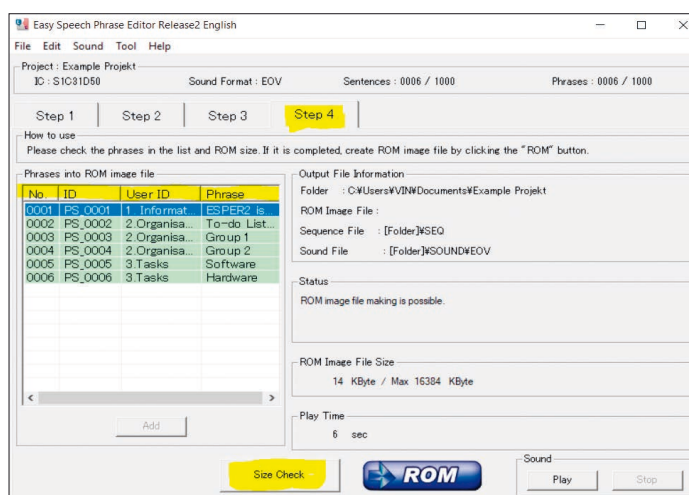 Easy Speech Phrase Editor Release2 English
File Edit Sound Tool Help
Project : Example Projekt
IC : S1C31D50 Sound Format : EOV Sentences : 0006 / 1000 Phrases : 0006 / 1000
Step 1 Step 2 Step 3 Step 4
How to use
Please check the phrases in the list and ROM size. If it is completed, create ROM image file by clicking the "ROM" button.
Phrases into ROM image file
No. ID User ID Phrase
0001 PS_0001 1. Informat... ESPER2 is...
0002 PS_0002 2.Organisa... To-do List...
0003 PS_0003 2.Organisa... Group 1
0004 PS_0004 2.Organisa... Group 2
0005 PS_0005 3.Tasks Software
0006 PS_0006 3.Tasks Hardware
Add
Output File Information
Folder : C:¥Users¥VIN¥Documents¥Example Projekt
ROM Image File :
Sequence File : [Folder]¥SEQ
Sound File : [Folder]¥SOUND¥EOV
Status
ROM image file making is possible.
ROM Image File Size
14 KByte / Max 16384 KByte
Play Time
6 sec
Size Check
ROM
Sound
Play Stop